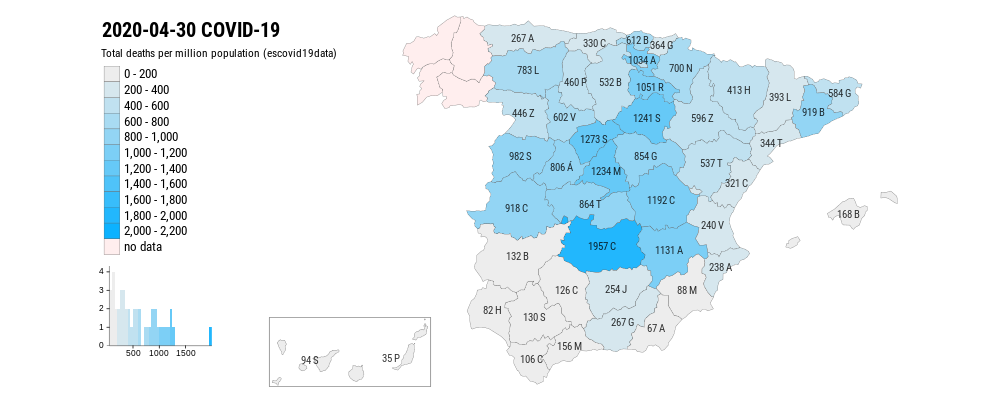 2020-04-30 COVID-19
Total deaths per million population (escovid19data)
0 - 200
200 - 400
400 - 600
600 - 800
800 - 1,000
1,000 - 1,200
1,200 - 1,400
1,400 - 1,600
1,600 - 1,800
1,800 - 2,000
2,000 - 2,200
no data
4
3
2
1
0
500 1000 1500
267 A
330 C
612 B
364 G
1034 A
700 N
783 L
460 P
532 B
1051 R
413 H
393 L
584 G
919 B
446 Z
602 V
1241 S
596 Z
344 T
1273 S
982 S
806 Á
1234 M
854 G
537 T
321 C
918 C
864 T
1192 C
168 B
240 V
132 B
1957 C
1131 A
238 A
126 C
254 J
88 M
82 H
130 S
267 G
67 A
156 M
106 C
94 S
35 P